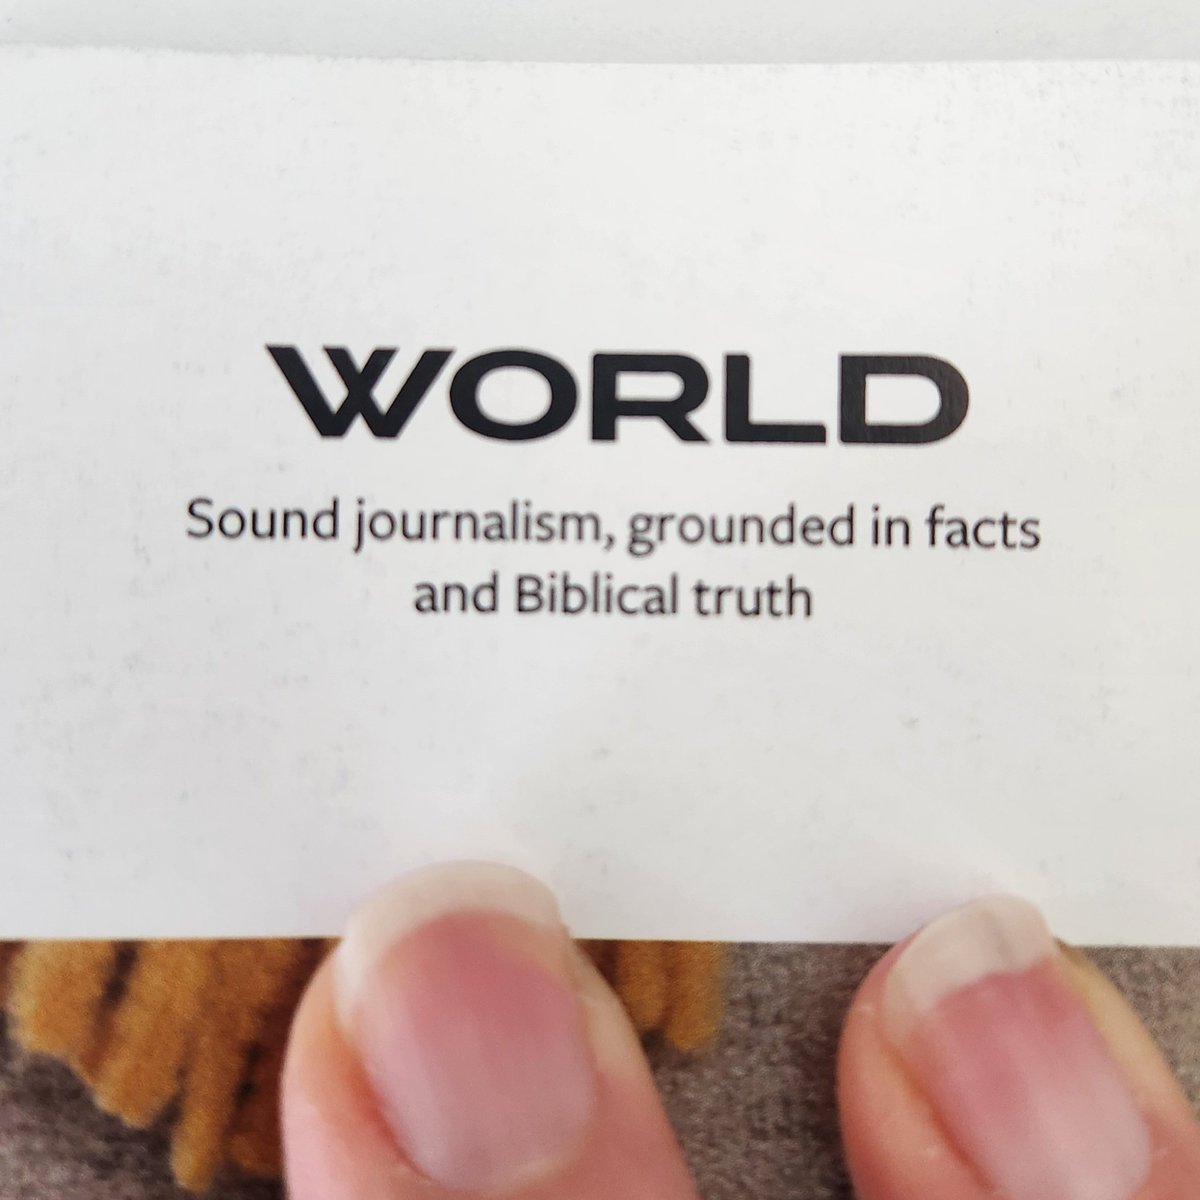 WORLD
Sound journalism, grounded in facts
and Biblical truth